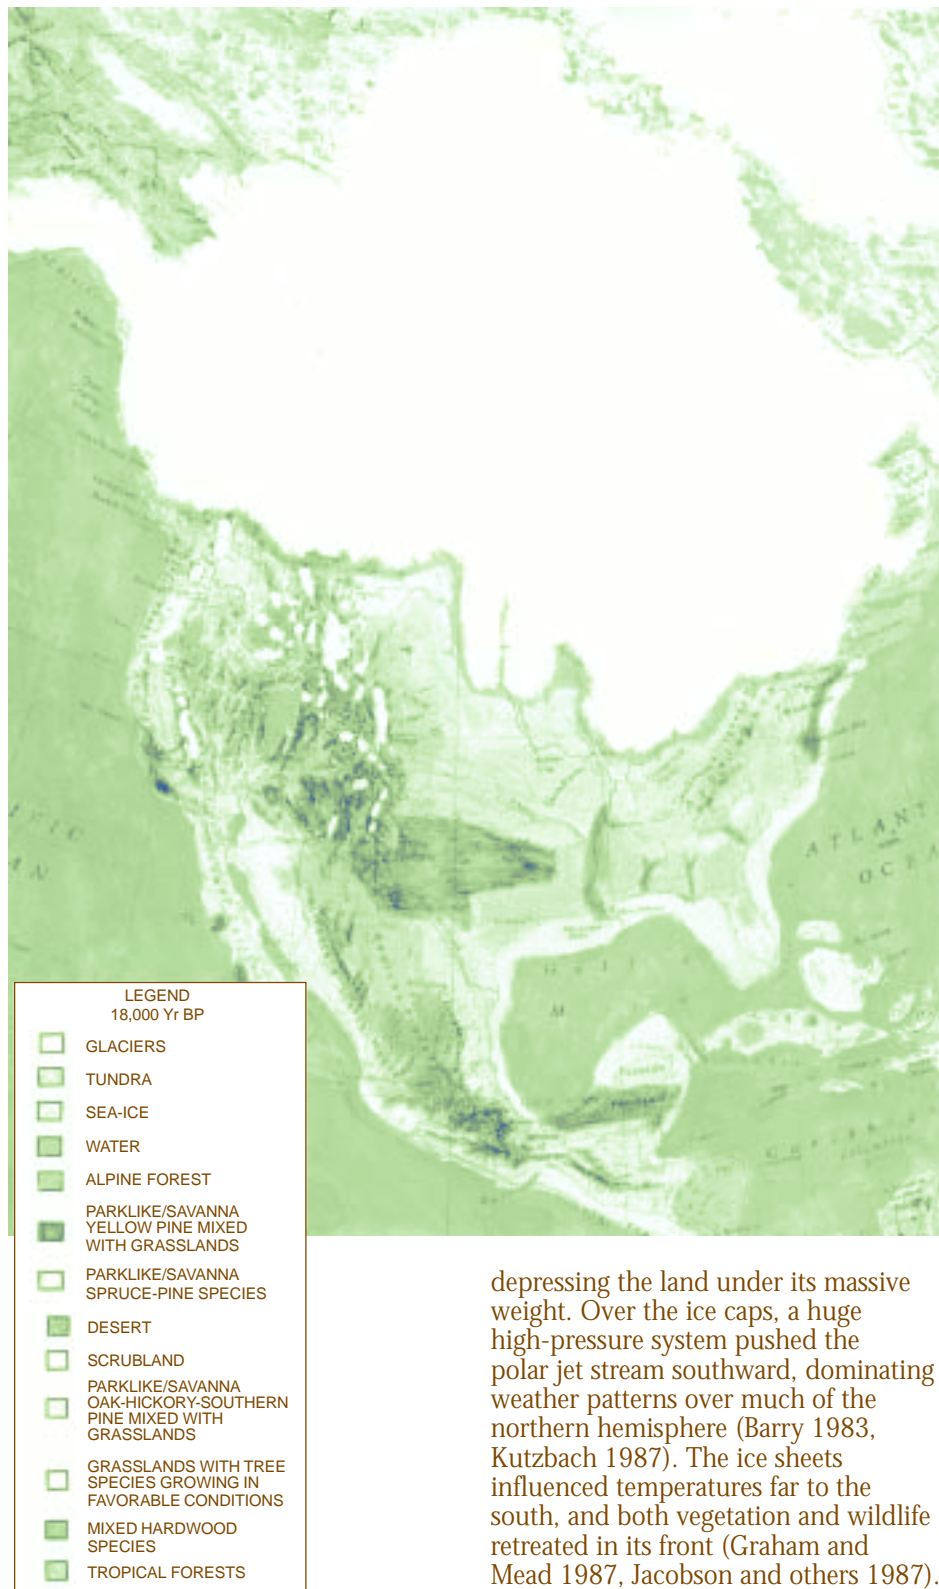 ATLANT
OCEA
LEGEND
18,000 Yr BP
GLACIERS
TUNDRA
SEA-ICE
WATER
ALPINE FOREST
PARKLIKE/SAVANNA
YELLOW PINE MIXED
WITH GRASSLANDS
PARKLIKE/SAVANNA
SPRUCE-PINE SPECIES
DESERT
SCRUBLAND
PARKLIKE/SAVANNA
OAK-HICKORY-SOUTHERN
PINE MIXED WITH
GRASSLANDS
GRASSLANDS WITH TREE
SPECIES GROWING IN
FAVORABLE CONDITIONS
MIXED HARDWOOD
SPECIES
TROPICAL FORESTS
depressing the land under its massive
weight. Over the ice caps, a huge
high-pressure system pushed the
polar jet stream southward, dominating
weather patterns over much of the
northern hemisphere (Barry 1983,
Kutzbach 1987). The ice sheets
influenced temperatures far to the
south, and both vegetation and wildlife
retreated in its front (Graham and
Mead 1987, Jacobson and others 1987).